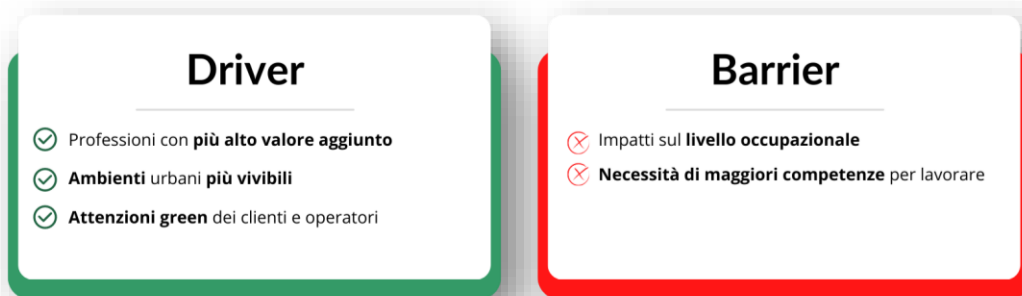 Driver
Professioni con più alto valore aggiunto
Ambienti urbani più vivibili
Attenzioni green dei clienti e operatori
Barrier
Impatti sul livello occupazionale
Necessità di maggiori competenze per lavorare